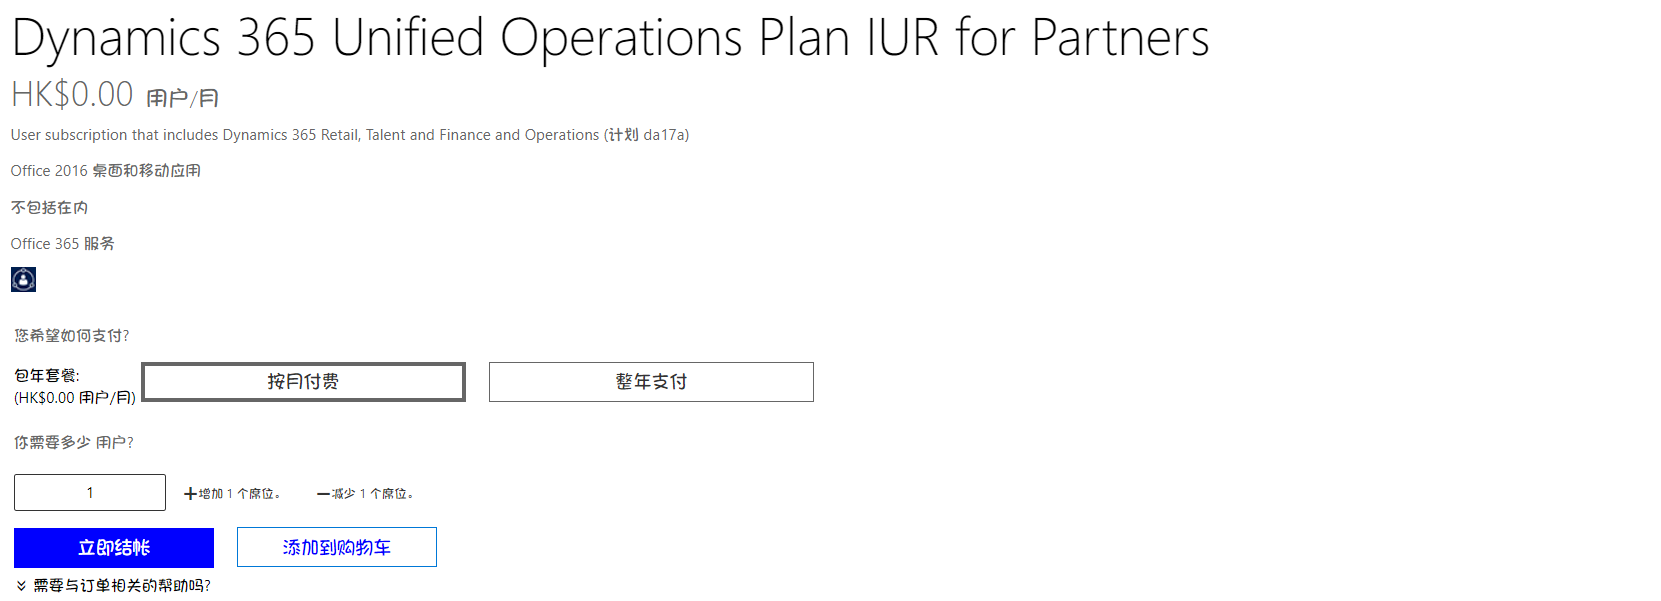 Dynamics 365 Unified Operations Plan IUR for Partners
HK$0.00 用户/月
User subscription that includes Dynamics 365 Retail, Talent and Finance and Operations (计划 da17a)
Office 2016 桌面和移动应用
不包括在内
Office 365 服务
您希望如何支付?
包年套餐:
(HK$0.00 用户/月)
按月付费
整年支付
你需要多少 用户?
1
增加 1 个席位。
减少 1 个席位。
立即结帐
添加到购物车
需要与订单相关的帮助吗?